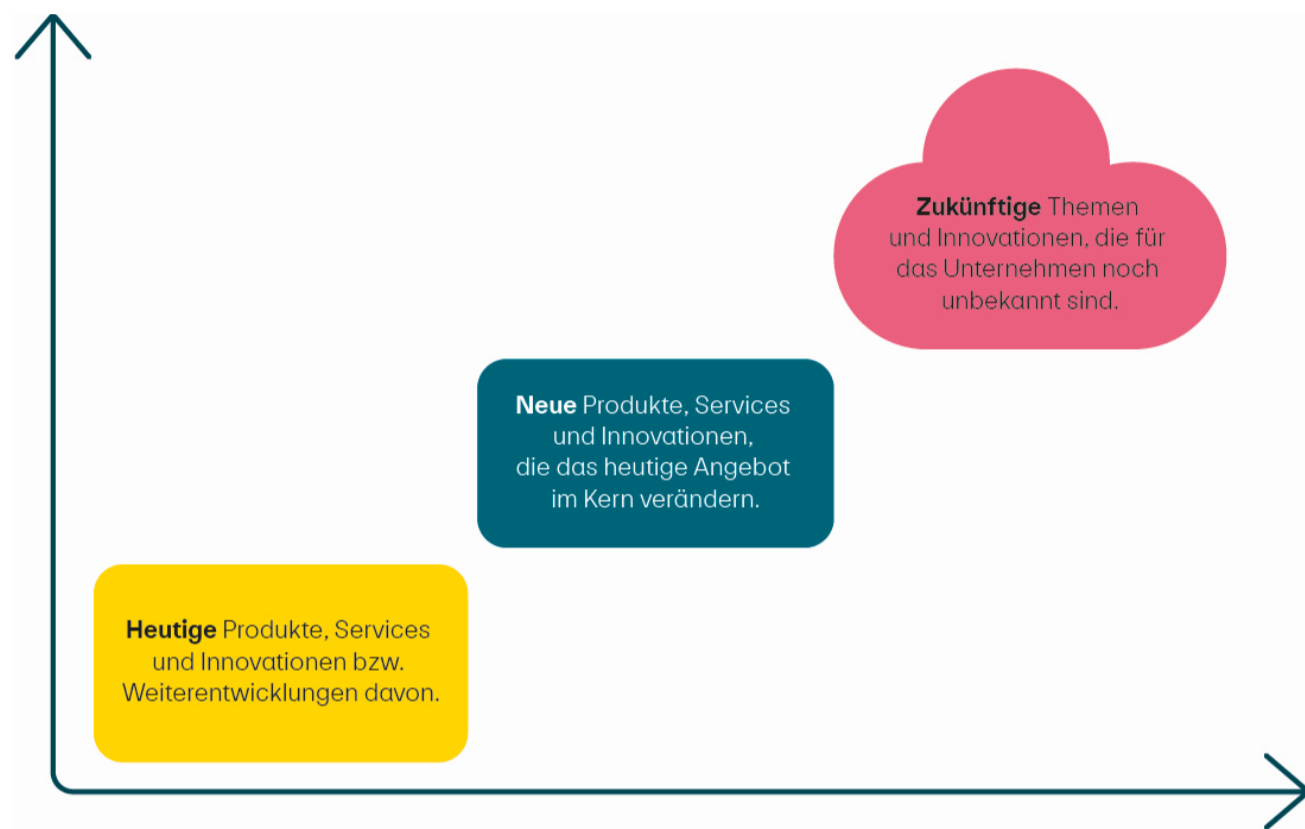 Zukünftige Themen
und Innovationen, die für
das Unternehmen noch
unbekannt sind.
Neue Produkte, Services
und Innovationen,
die das heutige Angebot
im Kern verändern.
Heutige Produkte, Services
und Innovationen bzw.
Weiterentwicklungen davon.